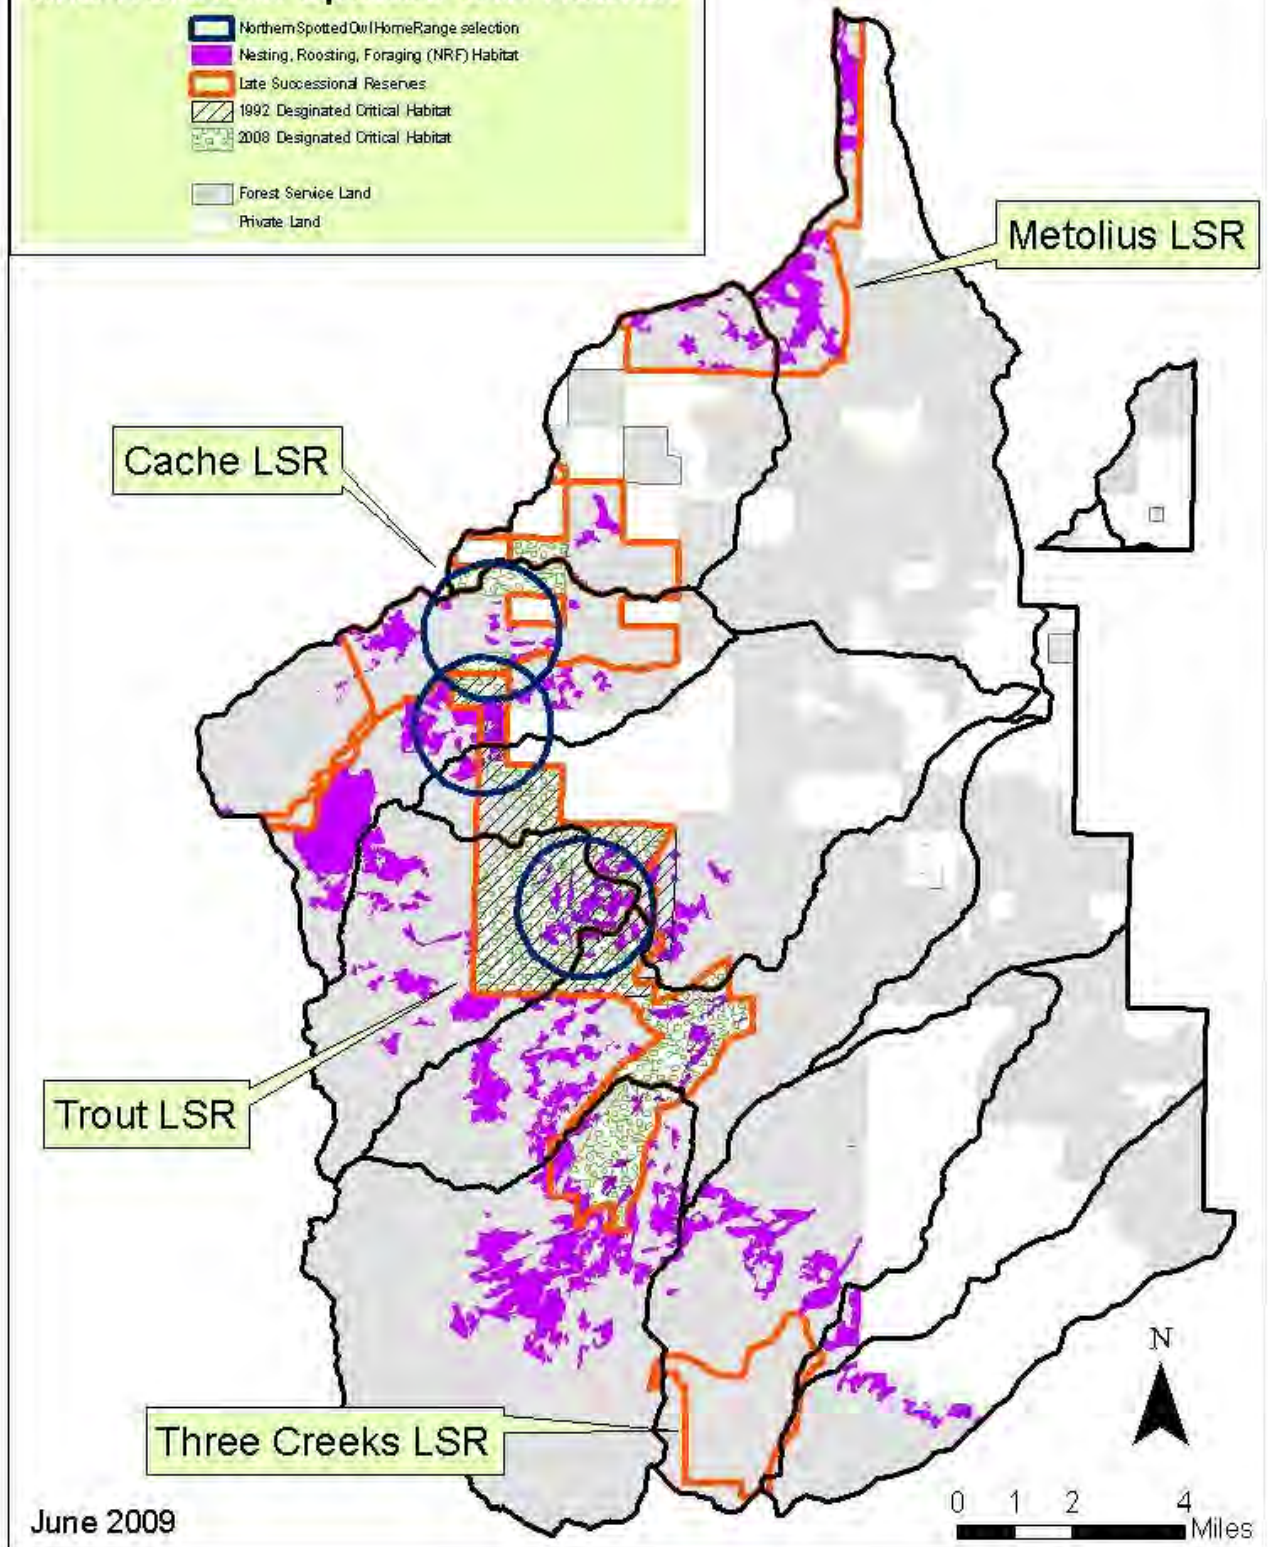 Northern Spotted Owl Home Range selection
Nesting, Roosting, Foraging (NRF) Habitat
Late Successional Reserves
1992 Desginated Critical Habitat
2008 Designated Critical Habitat
Forest Service Land
Private Land
Metolius LSR
Cache LSR
Trout LSR
Three Creeks LSR
N
0 1 2 4
Miles
June 2009